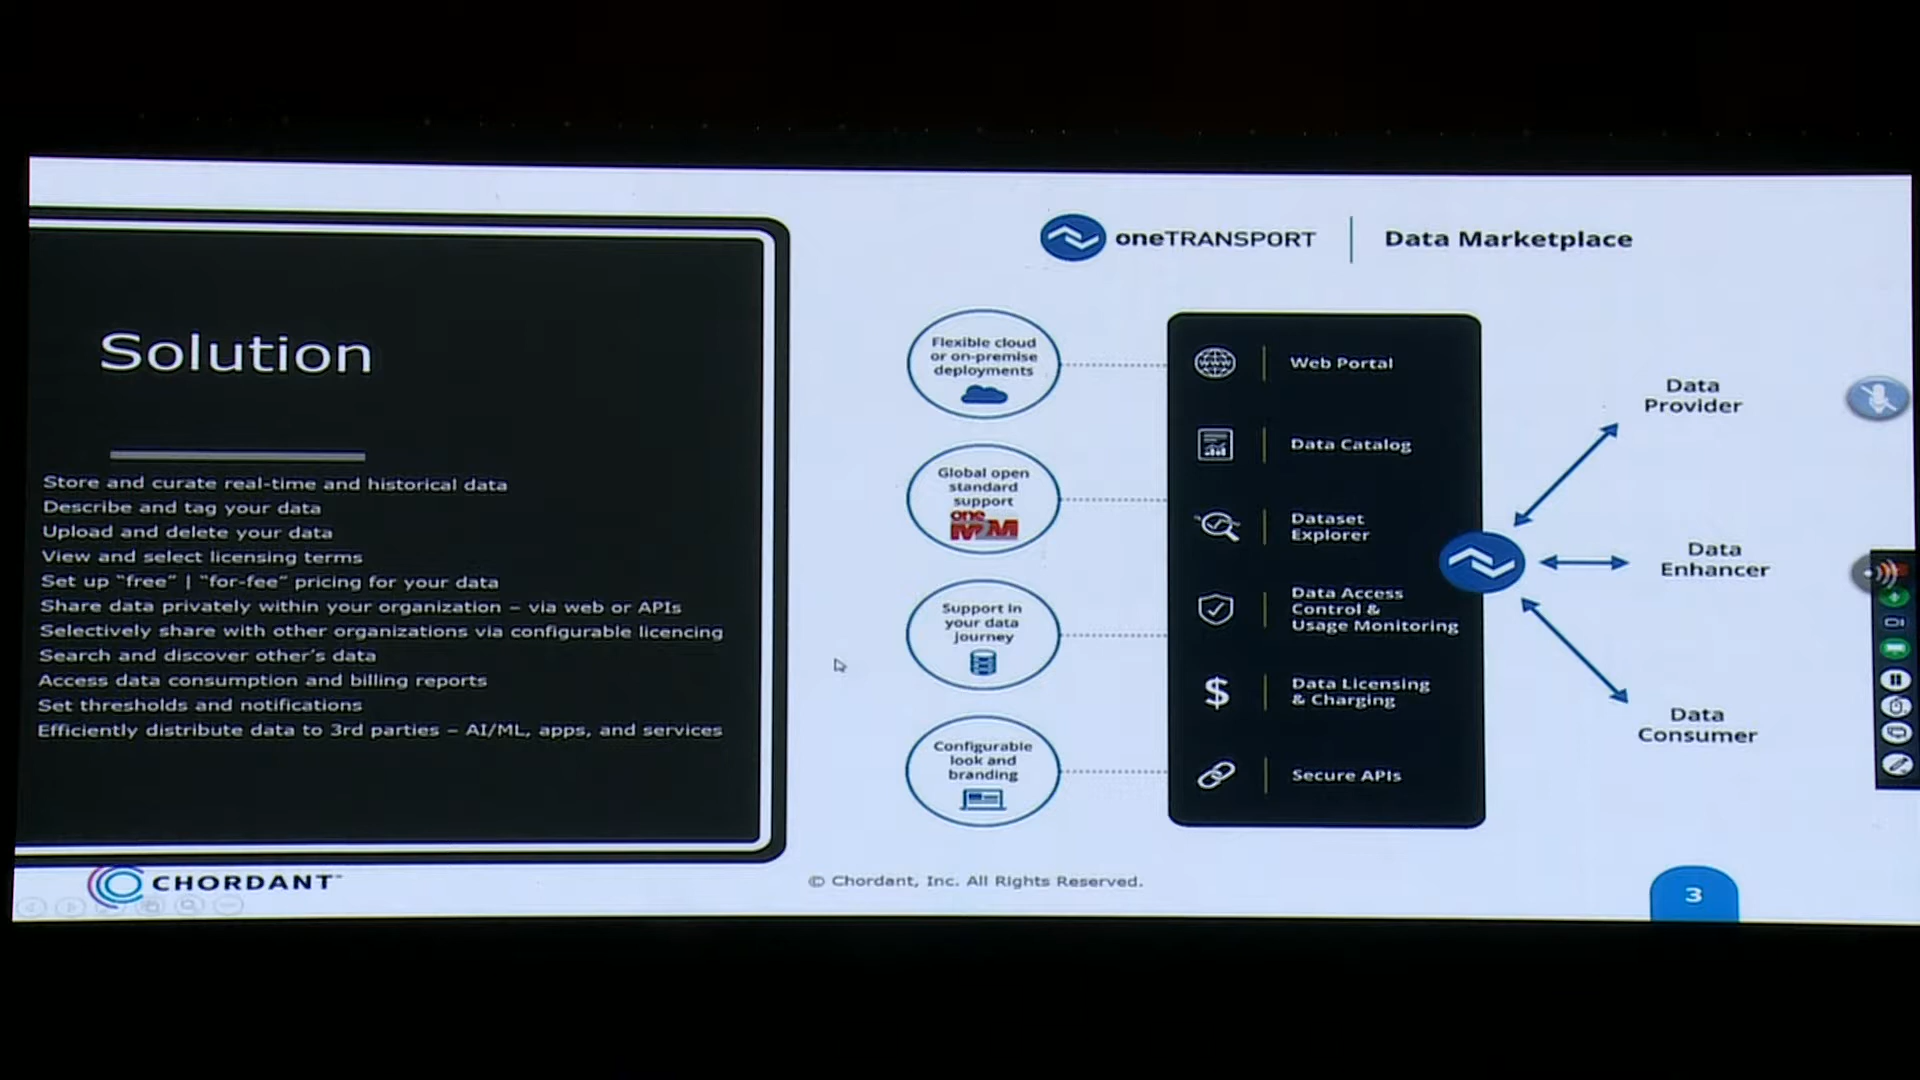 Solution
Store and curate real-time and historical data
Describe and tag your data
Upload and delete your data
View and select licensing terms
Set up “free” | “for-fee” pricing for your data
Share data privately within your organization – via web or APIs
Selectively share with other organizations via configurable licencing
Search and discover other's data
Access data consumption and billing reports
Set thresholds and notifications
Efficiently distribute data to 3rd parties – AI/ML, apps, and services
oneTRANSPORT
Data Marketplace
Flexible cloud
or on-premise
deployments
Global open
standard
support
one
M2M
Support in
your data
journey
Configurable
look and
branding
WWW
Web Portal
Data Catalog
Dataset
Explorer
Data Access
Control &
Usage Monitoring
$
Data Licensing
& Charging
Secure APIs
Data
Provider
Data
Enhancer
Data
Consumer
CHORDANT™
© Chordant, Inc. All Rights Reserved.
3